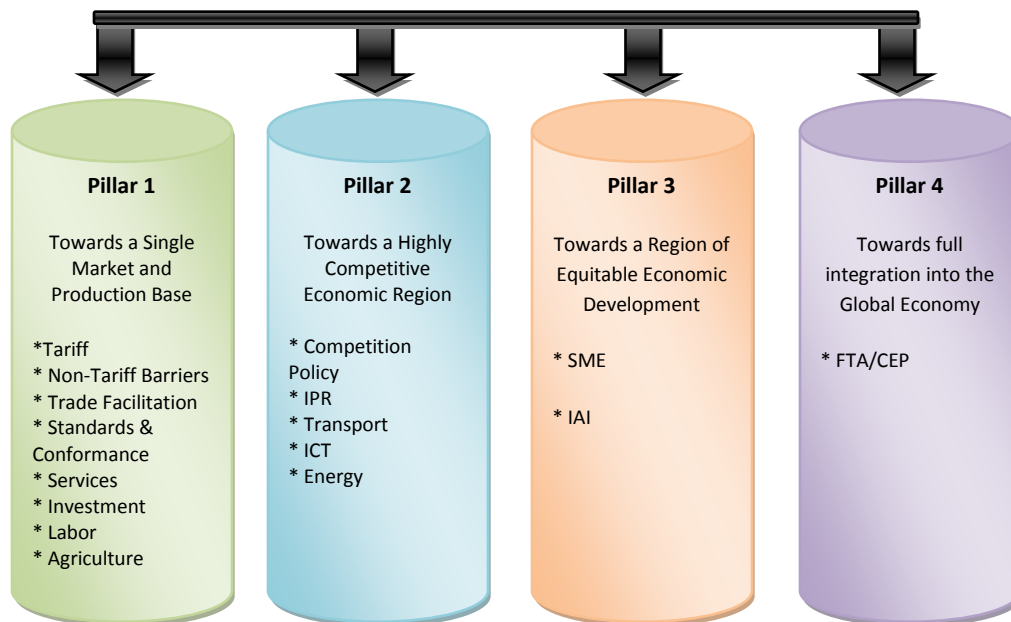 Pillar 1
Towards a Single
Market and
Production Base
*Tariff
* Non-Tariff Barriers
* Trade Facilitation
* Standards &
Conformance
* Services
* Investment
* Labor
* Agriculture
Pillar 2
Towards a Highly
Competitive
Economic Region
* Competition
Policy
* IPR
* Transport
* ICT
* Energy
Pillar 3
Towards a Region of
Equitable Economic
Development
* SME
* IAI
Pillar 4
Towards full
integration into the
Global Economy
* FTA/CEP